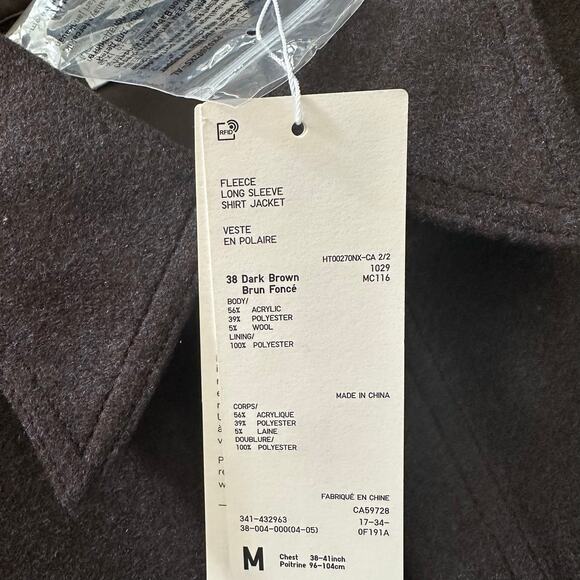 RFID
FLEECE
LONG SLEEVE
SHIRT JACKET
VESTE
EN POLAIRE
HT00270NX-CA 2/2
1029
38 Dark Brown MC116
Brun Foncé
BODY/
56% ACRYLIC
39% POLYESTER
5% WOOL
LINING/
100% POLYESTER
MADE IN CHINA
CORPS/
56% ACRYLIQUE
39% POLYESTER
5% LAINE
DOUBLURE/
100% POLYESTER
FABRIQUÉ EN CHINE
CA59728
341-432963 17-34-
38-004-000(04-05) 0F191A
M Chest 38-41inch
Poitrine 96-104cm